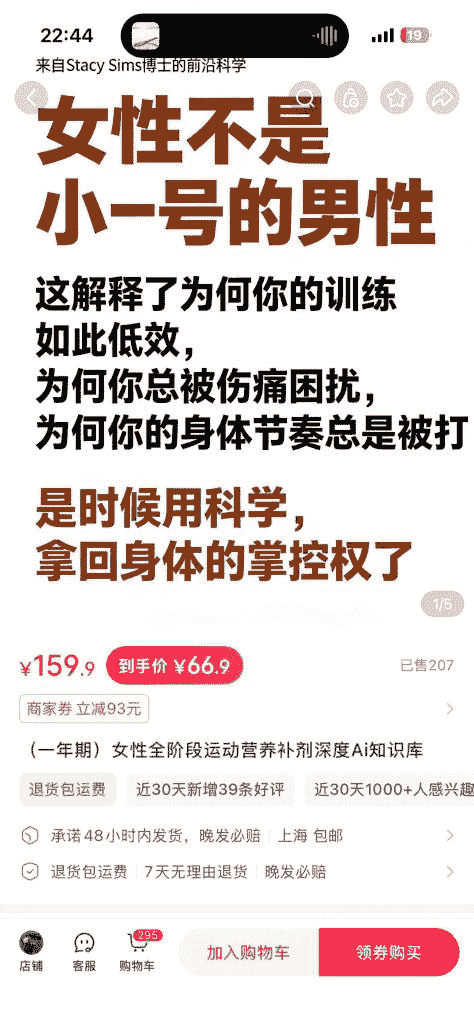 22:44
19
来自Stacy Sims博士的前沿科学
女性不是
小一号的男性
这解释了为何你的训练
如此低效，
为何你总被伤痛困扰，
为何你的身体节奏总是被打
是时候用科学，
拿回身体的掌控权了
1/5
¥159.9 到手价 ¥66.9 已售207
商家券 立减93元
（一年期）女性全阶段运动营养补剂深度Ai知识库
退货包运费 近30天新增39条好评 近30天1000+人感兴趣
承诺48小时内发货，晚发必赔 上海 包邮
退货包运费 7天无理由退货 晚发必赔
295
店铺 客服 购物车 加入购物车 领券购买